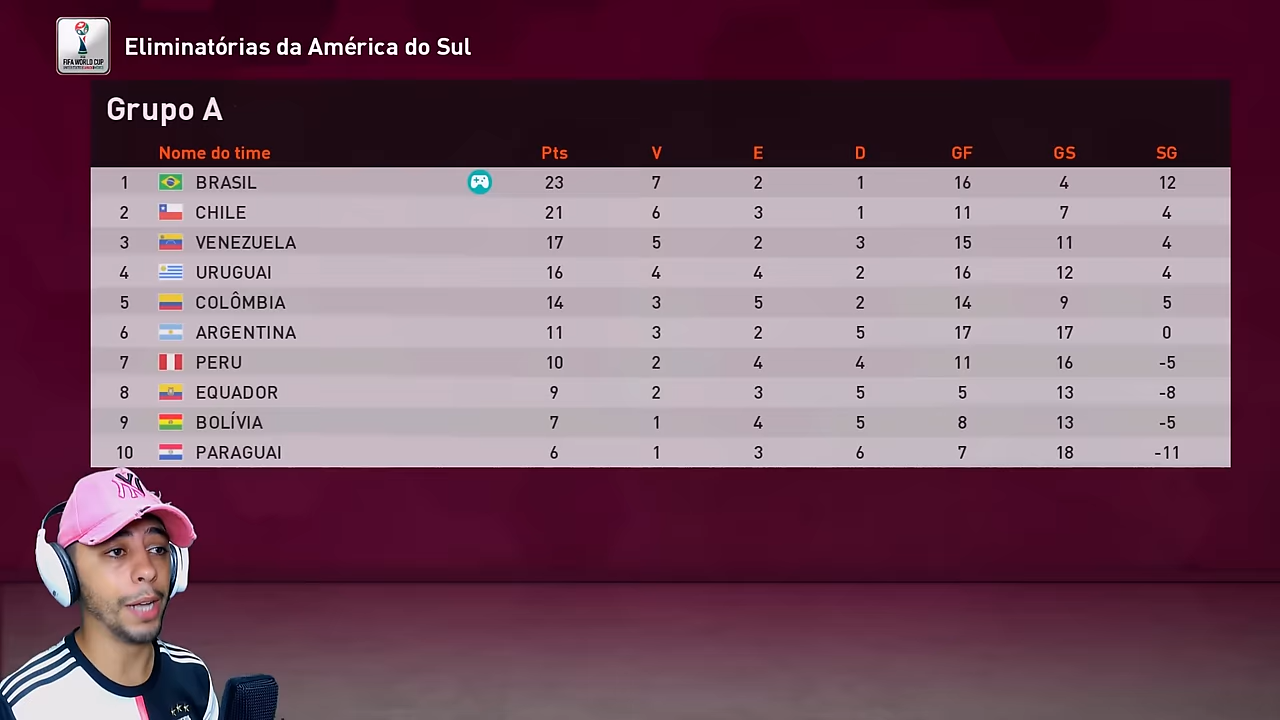 Eliminatórias da América do Sul
FIFA WORLD CUP
Grupo A
Nome do time Pts V E D GF GS SG
1 BRASIL 23 7 2 1 16 4 12
2 CHILE 21 6 3 1 11 7 4
3 VENEZUELA 17 5 2 3 15 11 4
4 URUGUAI 16 4 4 2 16 12 4
5 COLÔMBIA 14 3 5 2 14 9 5
6 ARGENTINA 11 3 2 5 17 17 0
7 PERU 10 2 4 4 11 16 -5
8 EQUADOR 9 2 3 5 5 13 -8
9 BOLÍVIA 7 1 4 5 8 13 -5
10 PARAGUAI 6 1 3 6 7 18 -11
NY